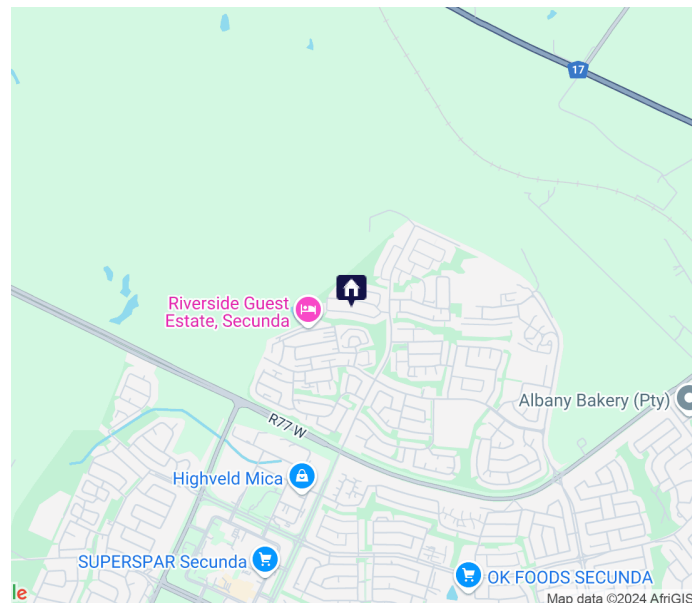 17
Riverside Guest
Estate, Secunda
Albany Bakery (Pty)
R77 W
Highveld Mica
SUPERSPAR Secunda
OK FOODS SECUNDA
le
Map data ©2024 AfriGIS